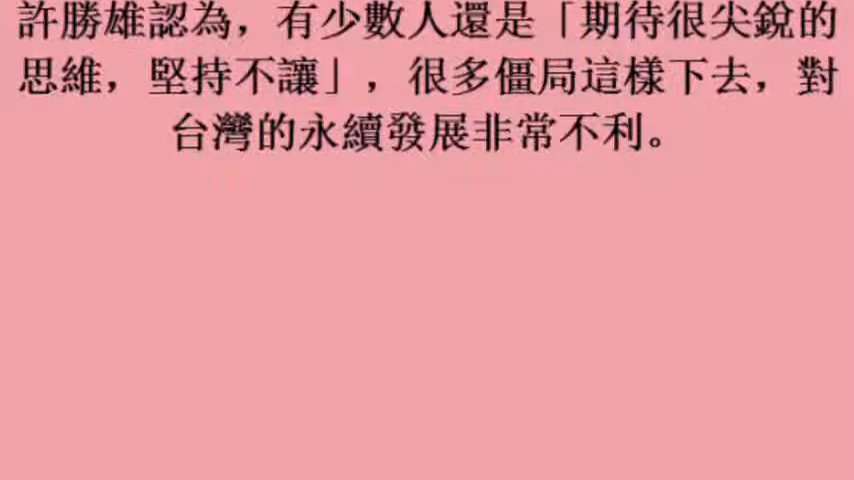 許勝雄認為，有少數人還是「期待很尖銳的
思維，堅持不讓」，很多僵局這樣下去，對
台灣的永續發展非常不利。